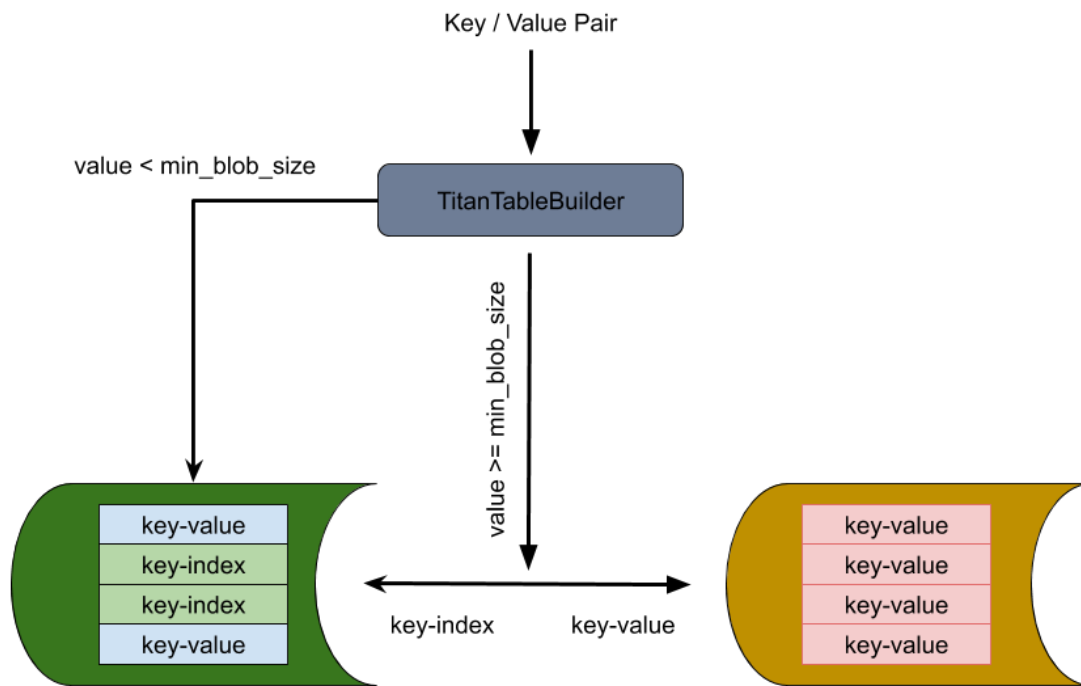 Key / Value Pair
value < min_blob_size
TitanTableBuilder
value >= min_blob_size
key-value
key-index
key-index
key-value
key-index
key-value
key-value
key-value
key-value
key-value